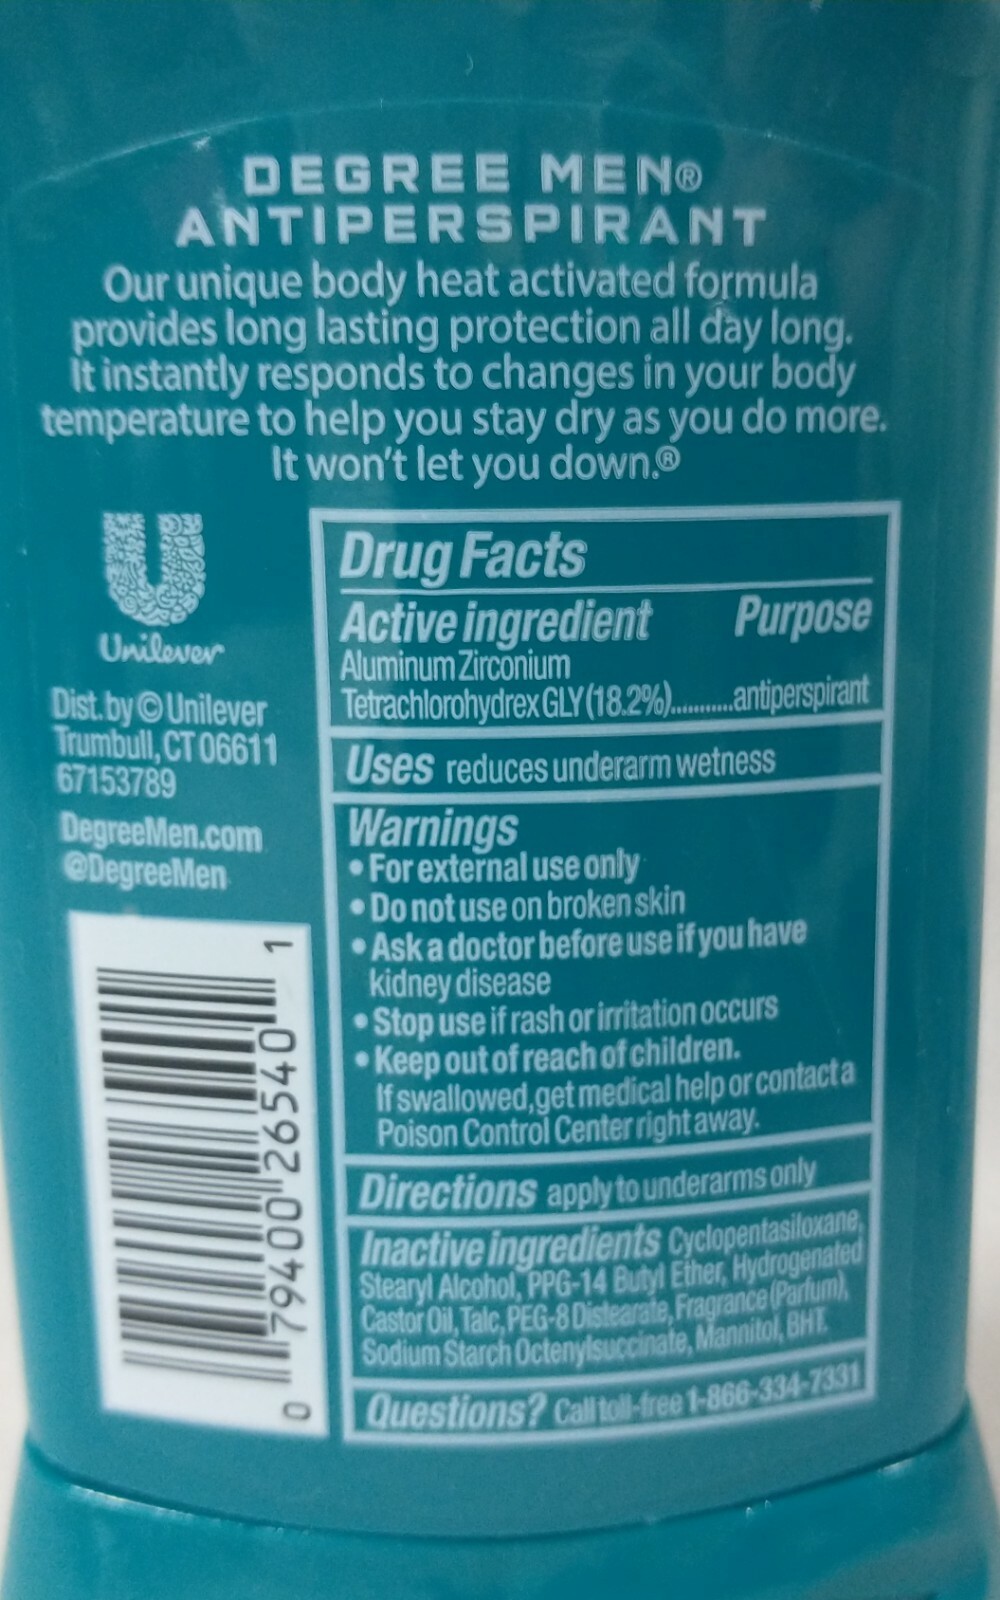 DEGREE MEN®
ANTIPERSPIRANT
Our unique body heat activated formula
provides long lasting protection all day long.
It instantly responds to changes in your body
temperature to help you stay dry as you do more.
It won't let you down.®
Unilever
Dist. by © Unilever
Trumbull, CT 06611
67153789
DegreeMen.com
@DegreeMen
0 79400 26540 1
Drug Facts
Active ingredient Purpose
Aluminum Zirconium
Tetrachlorohydrex GLY (18.2%)...........antiperspirant
Uses reduces underarm wetness
Warnings
• For external use only
• Do not use on broken skin
• Ask a doctor before use if you have
kidney disease
• Stop use if rash or irritation occurs
• Keep out of reach of children.
If swallowed, get medical help or contact a
Poison Control Center right away.
Directions apply to underarms only
Inactive ingredients Cyclopentasiloxane,
Stearyl Alcohol, PPG-14 Butyl Ether, Hydrogenated
Castor Oil, Talc, PEG-8 Distearate, Fragrance (Parfum),
Sodium Starch Octenylsuccinate, Mannitol, BHT.
Questions? Call toll-free 1-866-334-7331